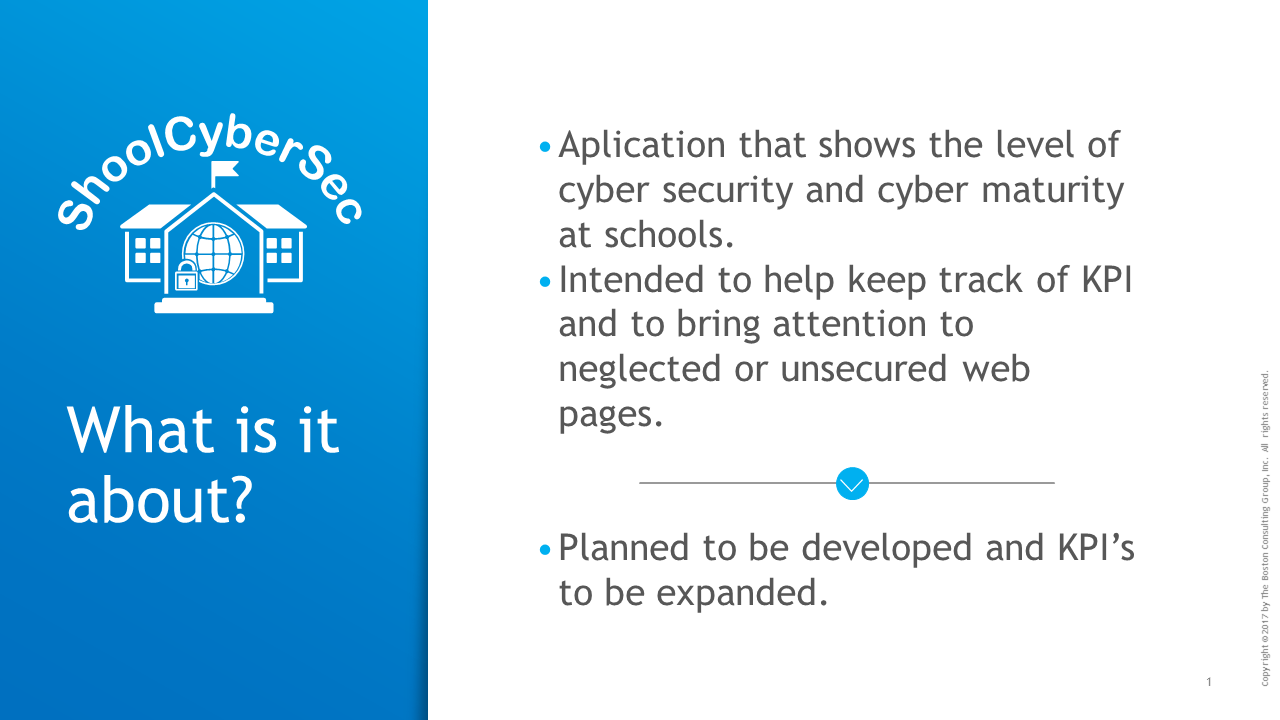 ShoolCyberSec
What is it
about?
•Aplication that shows the level of
cyber security and cyber maturity
at schools.
•Intended to help keep track of KPI
and to bring attention to
neglected or unsecured web
pages.
•Planned to be developed and KPI’s
to be expanded.
1
Copyright © 2017 by The Boston Consulting Group, Inc. All rights reserved.